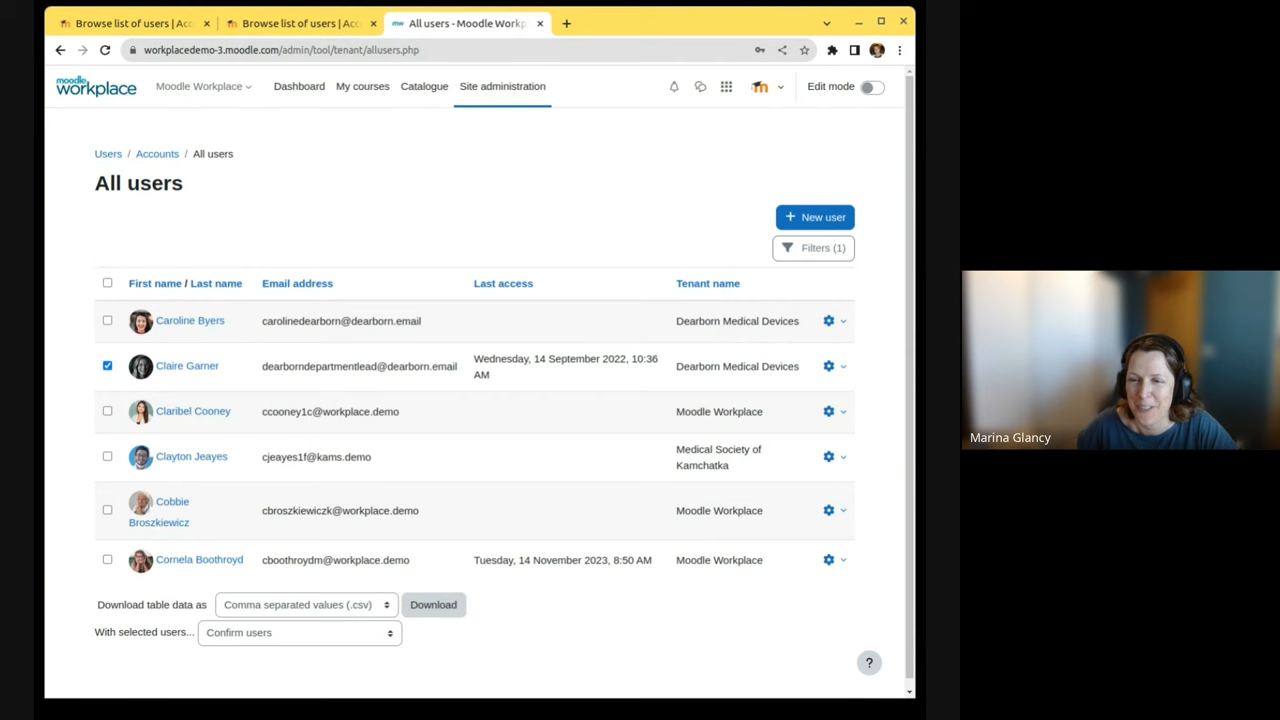 Browse list of users | Acc
Browse list of users | Acc
mw All users - Moodle Workp
workplacedemo-3.moodle.com/admin/tool/tenant/allusers.php
moodle
workplace
Moodle Workplace
Dashboard
My courses
Catalogue
Site administration
Edit mode
Users / Accounts / All users
All users
+ New user
Filters (1)
First name / Last name Email address Last access Tenant name
Caroline Byers carolinedearborn@dearborn.email Dearborn Medical Devices
Claire Garner dearborndepartmentlead@dearborn.email Wednesday, 14 September 2022, 10:36 Dearborn Medical Devices
AM
Claribel Cooney ccooney1c@workplace.demo Moodle Workplace
Clayton Jeayes cjeayes1f@kams.demo Medical Society of
Kamchatka
Cobbie
Broszkiewicz cbroszkiewiczk@workplace.demo Moodle Workplace
Cornela Boothroyd cboothroydm@workplace.demo Tuesday, 14 November 2023, 8:50 AM Moodle Workplace
Download table data as Comma separated values (.csv) Download
With selected users... Confirm users
?
Marina Glancy